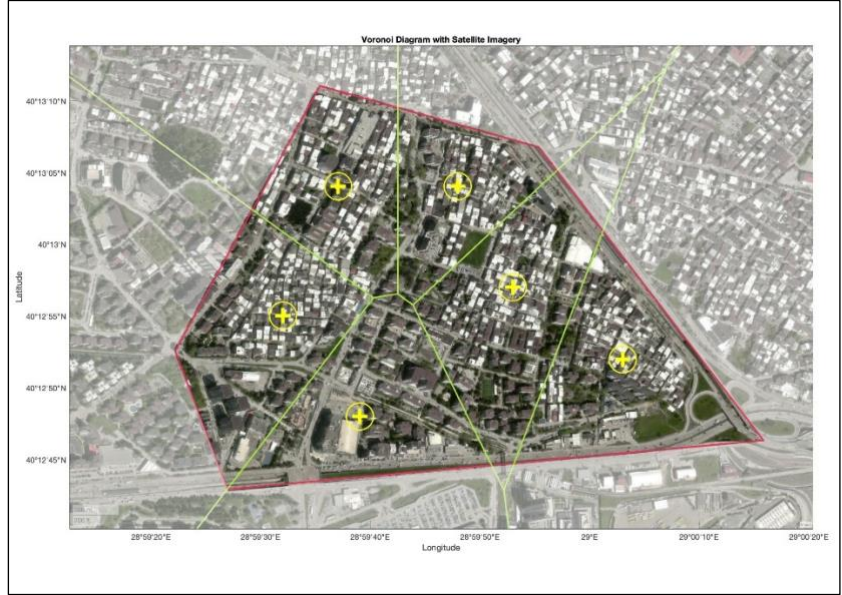 Voronoi Diagram with Satellite Imagery
40°13'10"N
40°13'05"N
40°13'N
40°12'55"N
40°12'50"N
40°12'45"N
Latitude
28°59'20"E
28°59'30"E
28°59'40"E
28°59'50"E
29°E
29°00'10"E
29°00'20"E
Longitude